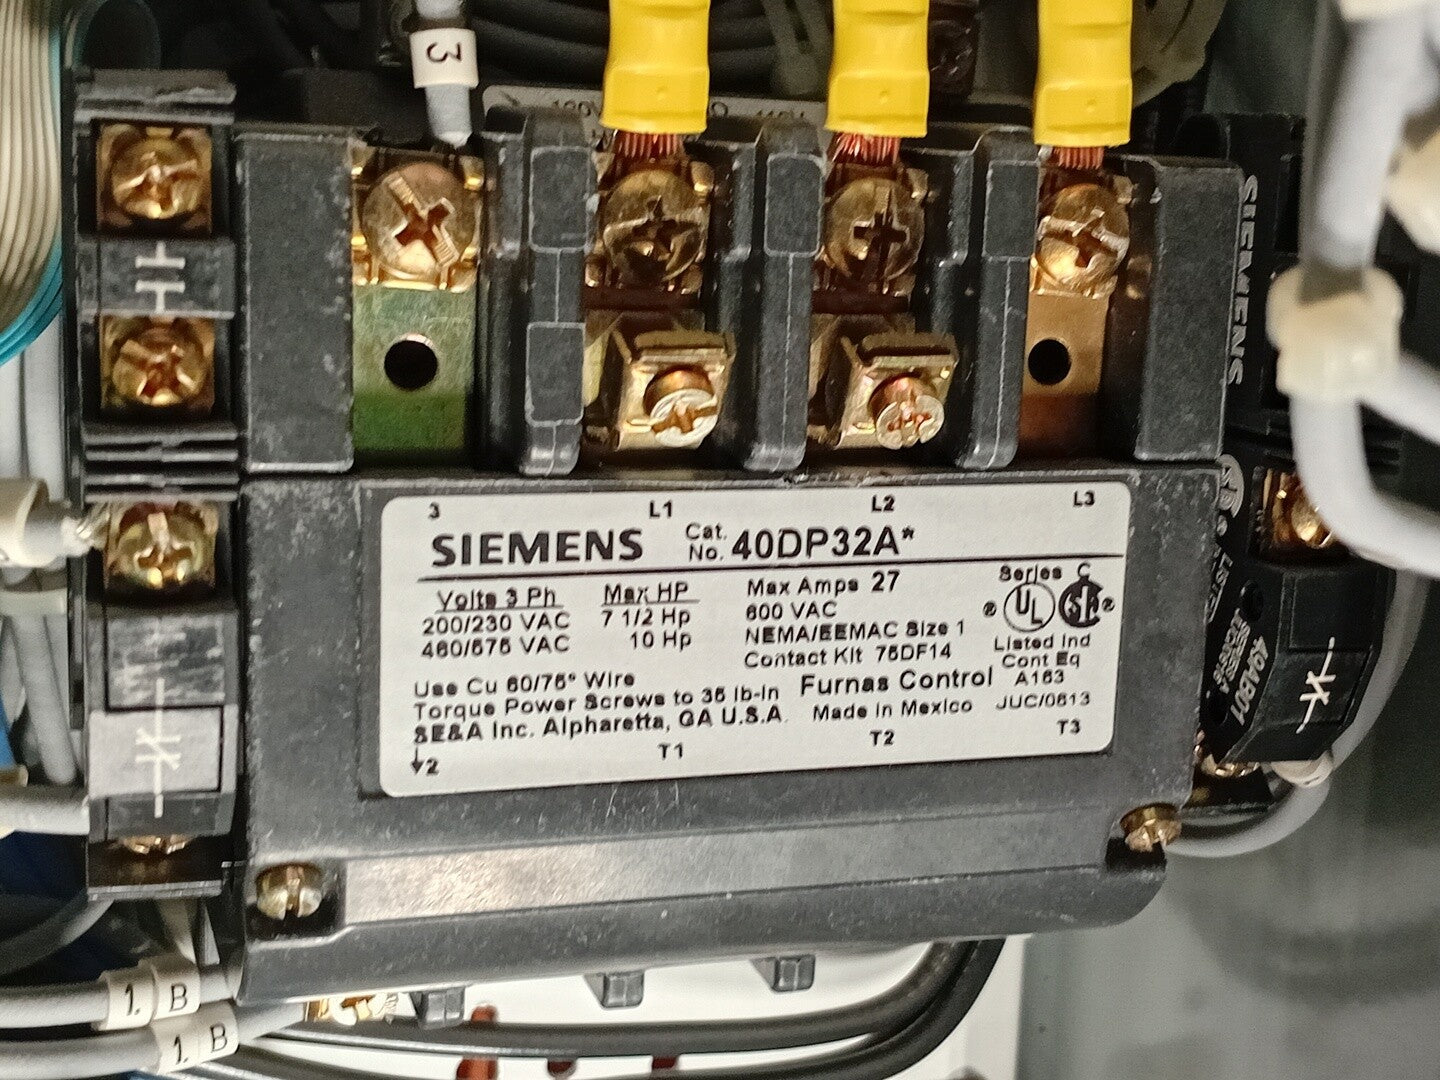 3
3 L1 L2 L3
SIEMENS Cat. No. 40DP32A*
Volts 3 Ph Max HP
200/230 VAC 7 1/2 Hp
460/575 VAC 10 Hp
Max Amps 27
600 VAC
NEMA/EEMAC Size 1
Contact Kit 75DF14
Series C
UL
Listed Ind
Cont Eq
A163
Use Cu 60/75° Wire
Torque Power Screws to 35 lb-in
SE&A Inc. Alpharetta, GA U.S.A.
Furnas Control
Made in Mexico JUC/0613
2 T1 T2 T3
SIEMENS
49AB01
SERIES A
1. B
1. B